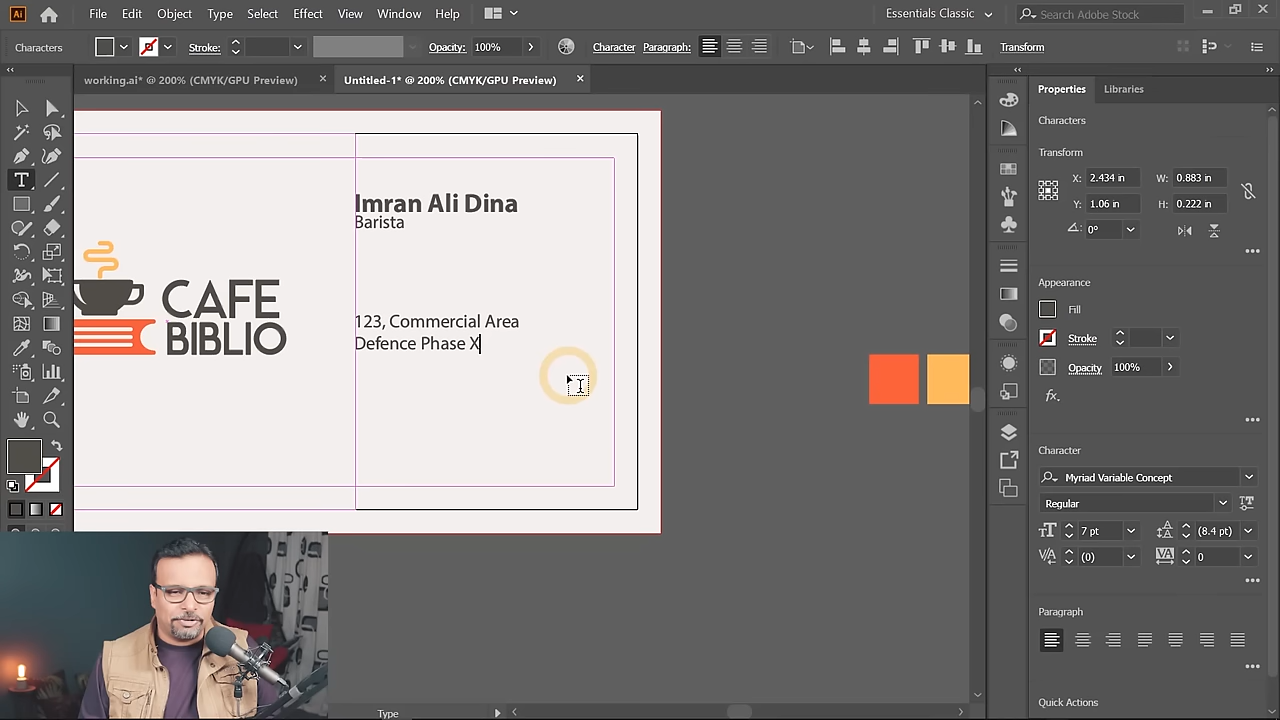 Ai
File Edit Object Type Select Effect View Window Help
Essentials Classic
Search Adobe Stock
Characters
Stroke:
Opacity: 100%
Character
Paragraph:
Transform
working.ai* @ 200% (CMYK/GPU Preview)
Untitled-1* @ 200% (CMYK/GPU Preview)
Imran Ali Dina
Barista
CAFE
BIBLIO
123, Commercial Area
Defence Phase X
Type
Properties Libraries
Characters
Transform
X: 2.434 in W: 0.883 in
Y: 1.06 in H: 0.222 in
0°
Appearance
Fill
Stroke
Opacity 100%
fx.
Character
Myriad Variable Concept
Regular
7 pt (8.4 pt)
(0) 0
Paragraph
Quick Actions